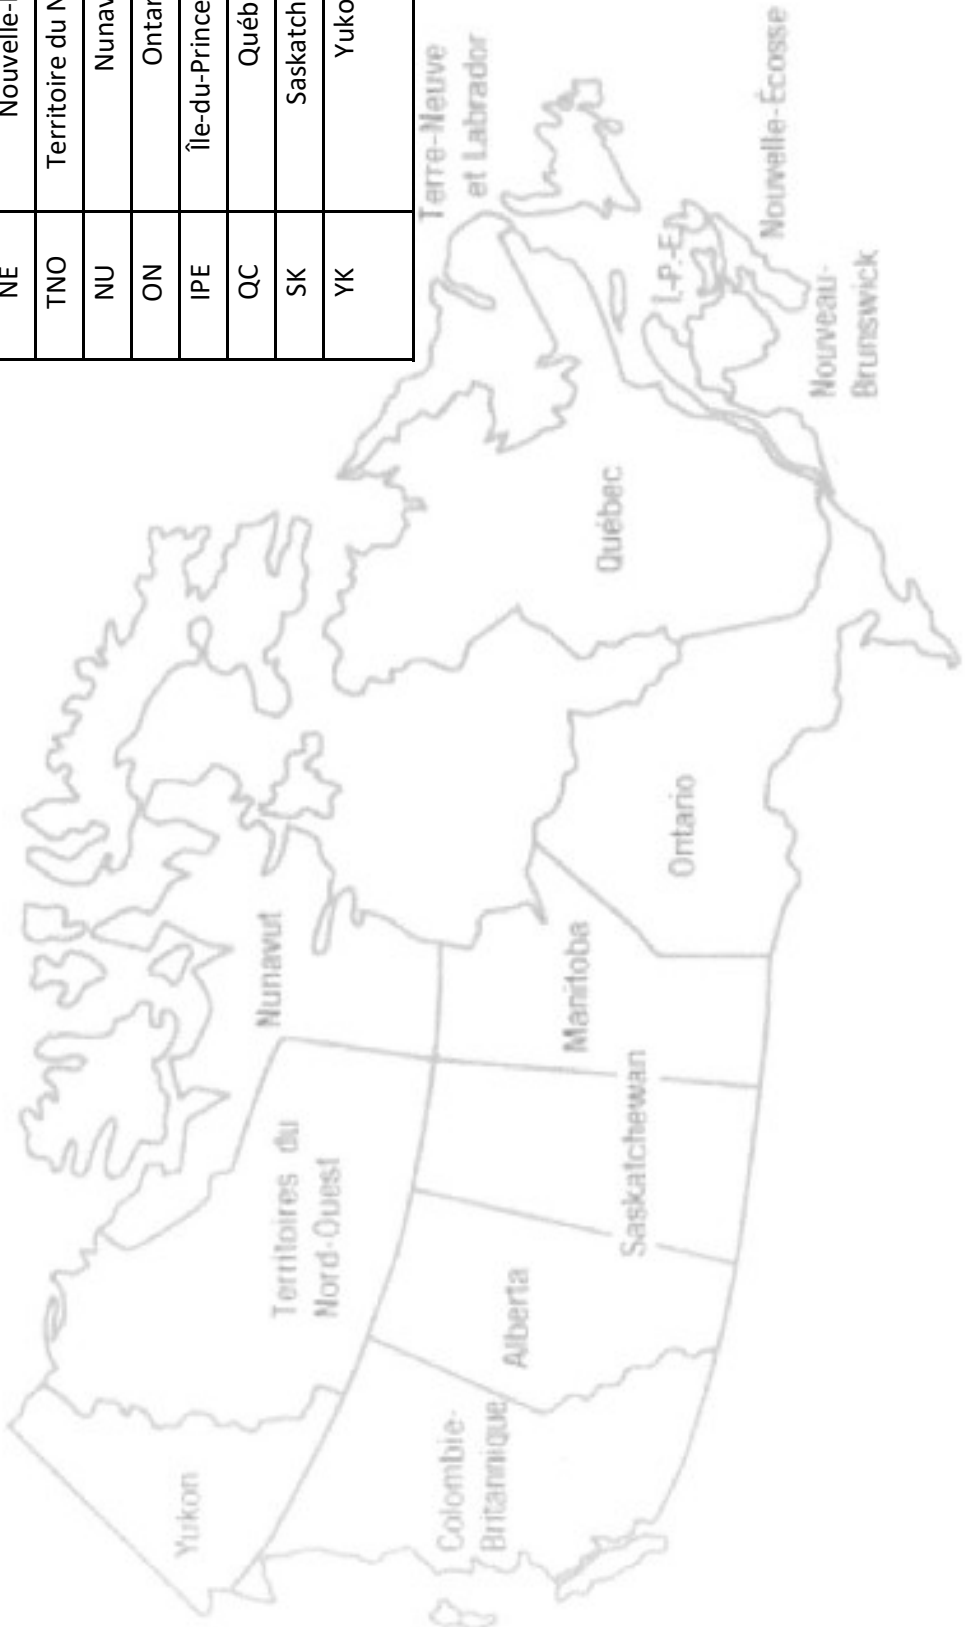 NE Nouvelle-
TNO Territoire du N
NU Nunav
ON Ontar
IPE Île-du-Prince
QC Québ
SK Saskatch
YK Yuko
Terre-Neuve
et Labrador
Nouvelle-Écosse
Î.-P.-E.
Nouveau-
Brunswick
Québec
Ontario
Nunavut
Manitoba
Saskatchewan
Territoires du
Nord-Ouest
Alberta
Colombie-
Britannique
Yukon